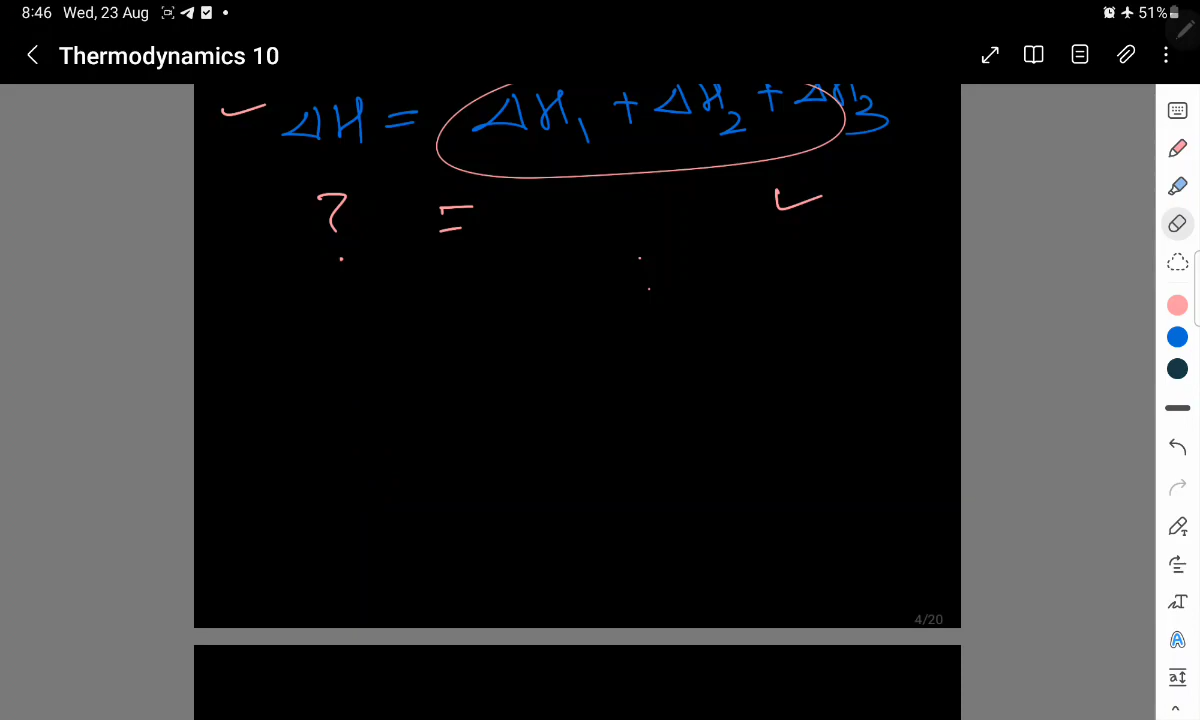 8:46 Wed, 23 Aug 51%
Thermodynamics 10
ΔH = ΔH₁ + ΔH₂ + ΔH₃
? =
4/20